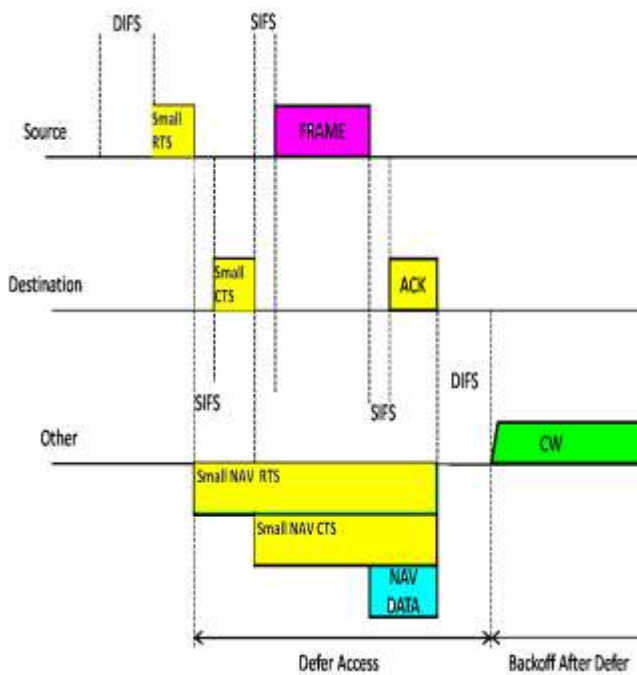 DIFS
SIFS
Source
Small
RTS
FRAME
Destination
Small
CTS
ACK
SIFS
SIFS
DIFS
Other
CW
Small NAV RTS
Small NAV CTS
NAV
DATA
Defer Access
Backoff After Defer